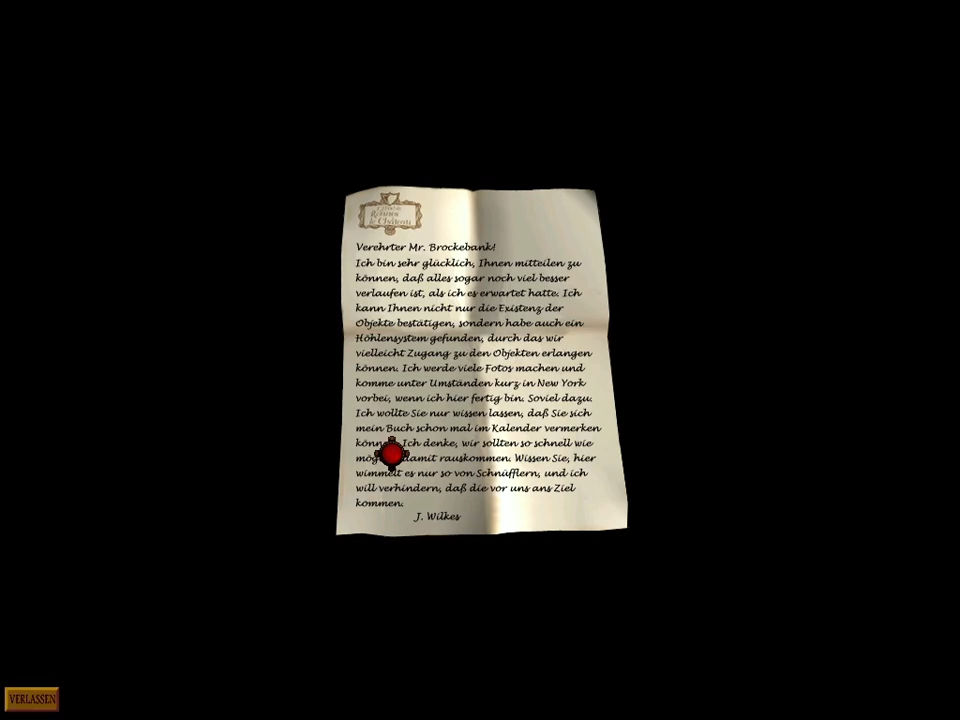 Rennes
le Château
Verehrter Mr. Brockebank!
Ich bin sehr glücklich, Ihnen mitteilen zu
können, daß alles sogar noch viel besser
verlaufen ist, als ich es erwartet hatte. Ich
kann Ihnen nicht nur die Existenz der
Objekte bestätigen, sondern habe auch ein
Höhlensystem gefunden, durch das wir
vielleicht Zugang zu den Objekten erlangen
können. Ich werde viele Fotos machen und
komme unter Umständen kurz in New York
vorbei, wenn ich hier fertig bin. Soviel dazu.
Ich wollte Sie nur wissen lassen, daß Sie sich
mein Buch schon mal im Kalender vermerken
Ich denke, wir sollten so schnell wie
damit rauskommen. Wissen Sie, hier
wimmelt es nur so von Schnüfflern, und ich
will verhindern, daß die vor uns ans Ziel
kommen.
J. Wilkes
VERLASSEN